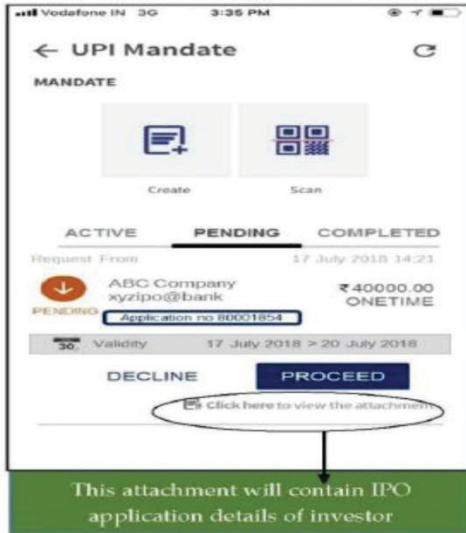 Vodafone IN 3G 3:35 PM
← UPI Mandate
MANDATE
Create Scan
ACTIVE PENDING COMPLETED
Request From 17 July 2018 14:21
ABC Company ₹40000.00
xyzipo@bank ONETIME
PENDING Application no 80001854
30 Validity 17 July 2018 > 20 July 2018
DECLINE PROCEED
Click here to view the attachment
This attachment will contain IPO
application details of investor